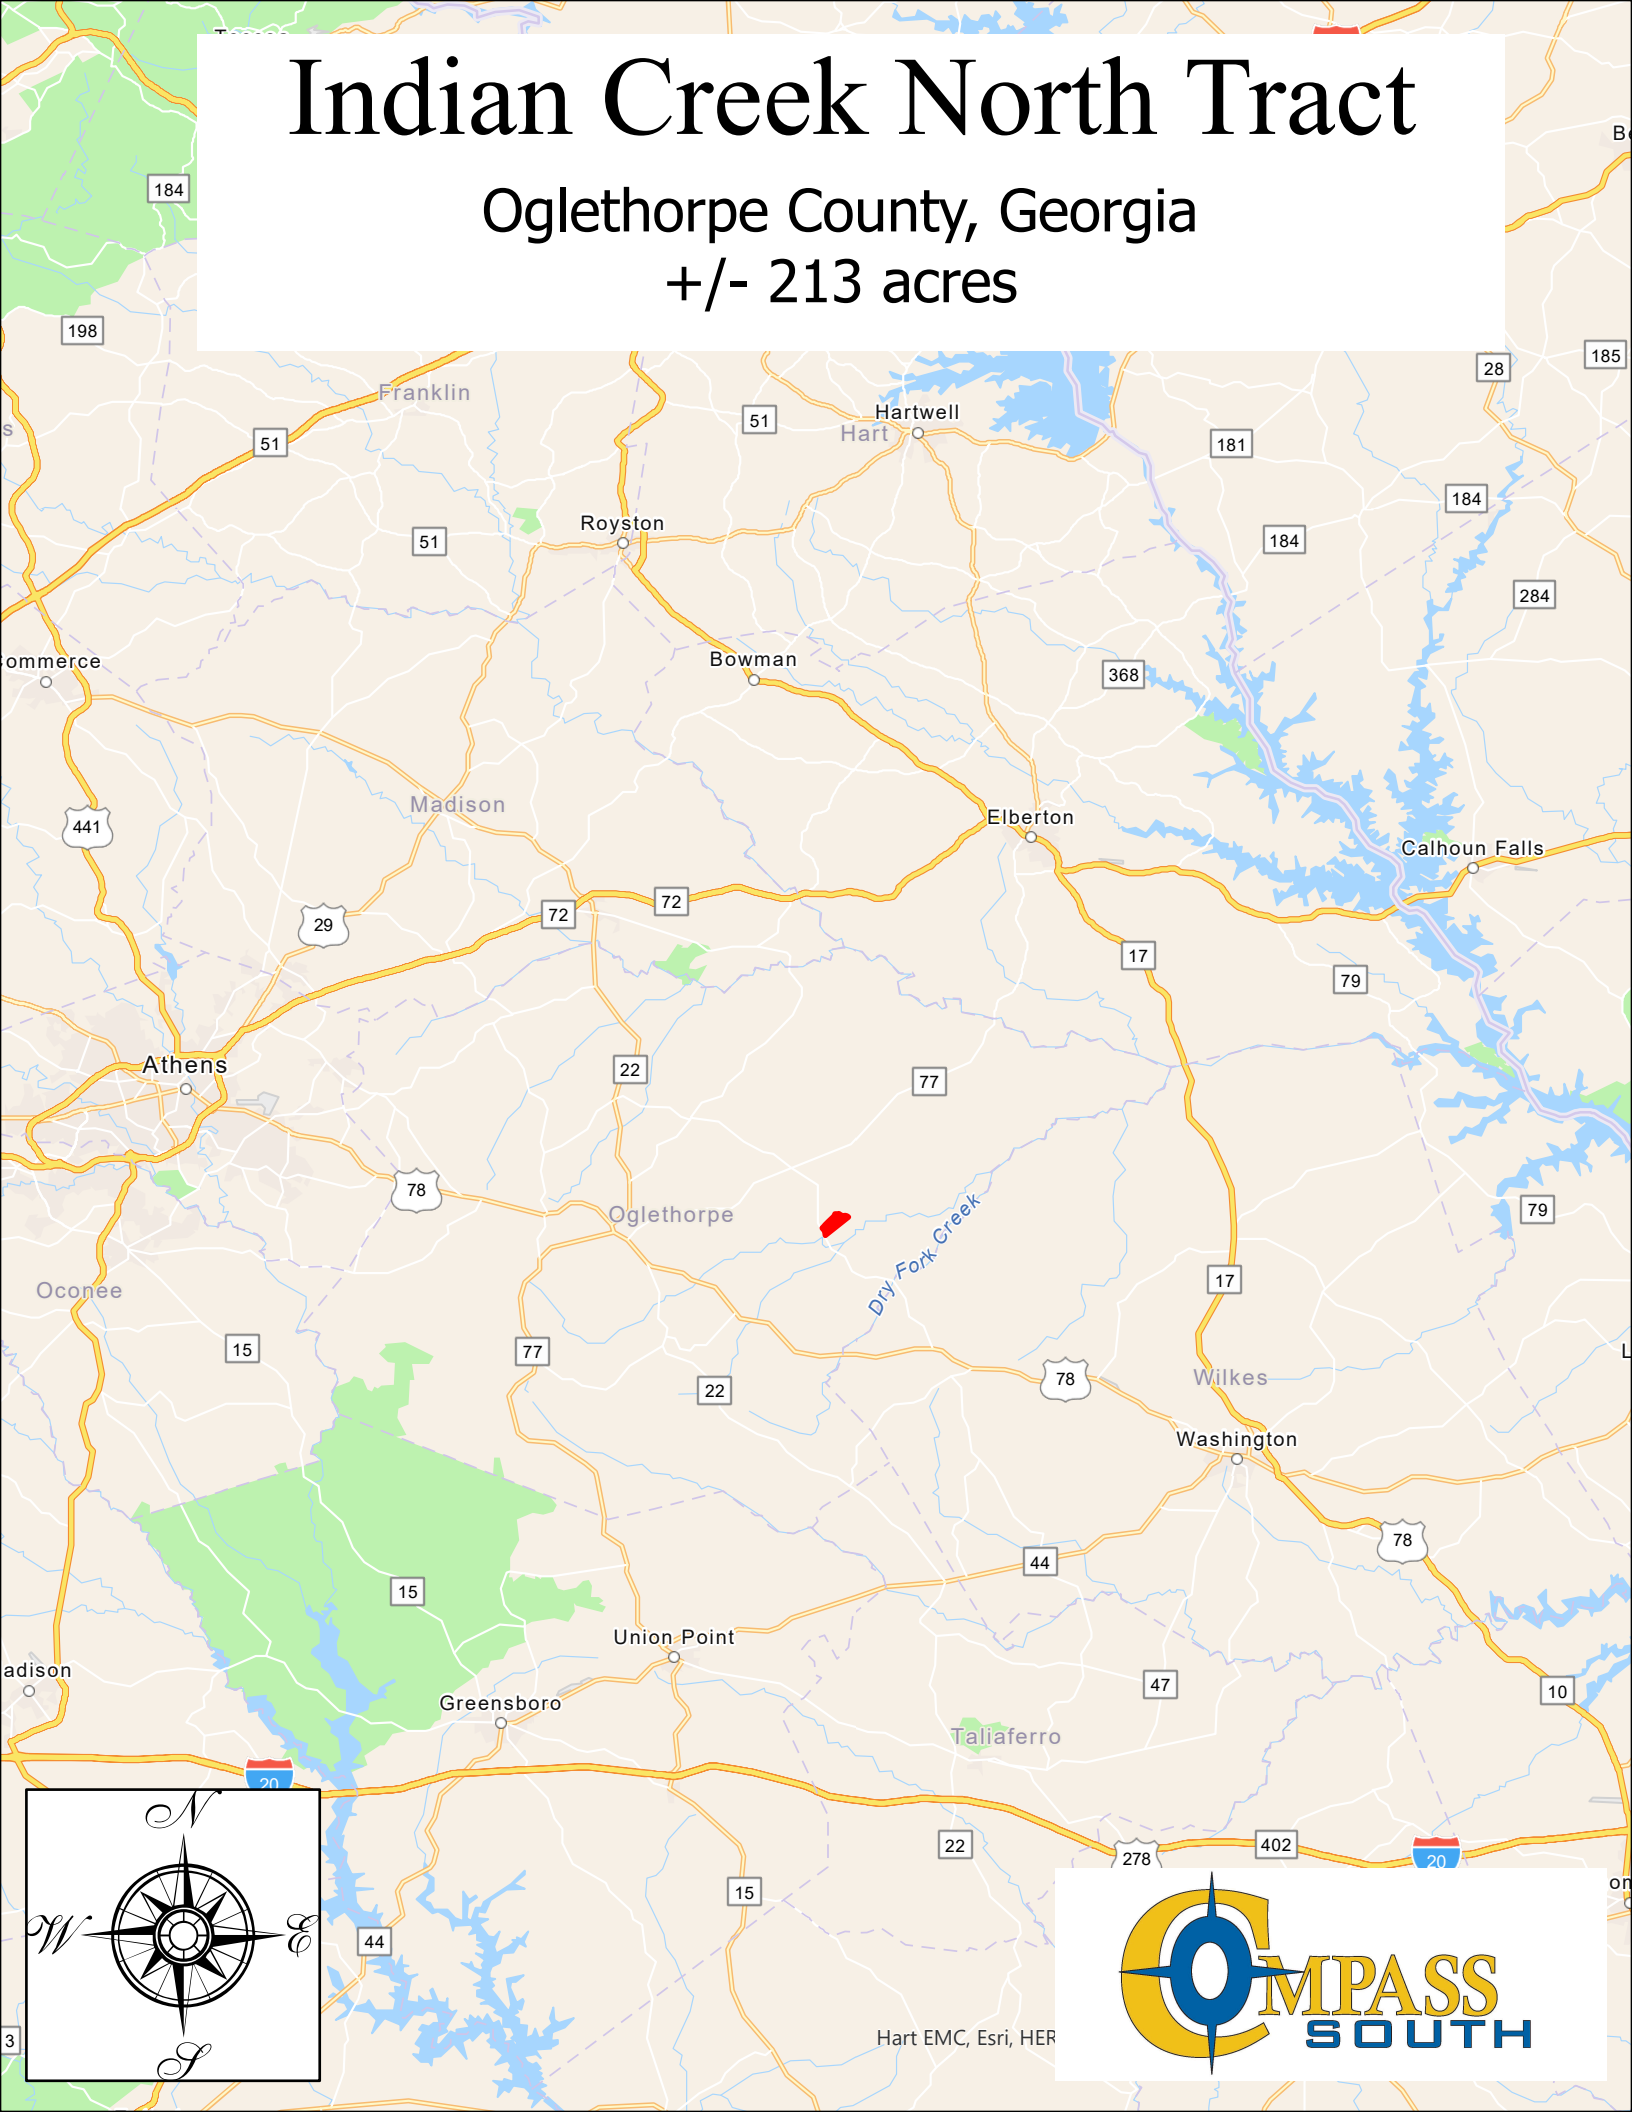 Indian Creek North Tract
Oglethorpe County, Georgia
+/- 213 acres
184
198
28
185
Franklin
51
51
Hartwell
Hart
181
184
Royston
51
184
284
ommerce
Bowman
368
Madison
441
Elberton
Calhoun Falls
72
72
29
17
79
Athens
22
77
78
Oglethorpe
Dry Fork Creek
79
17
Oconee
15
77
22
78
Wilkes
Washington
78
44
15
Union Point
adison
47
10
Greensboro
Taliaferro
20
22
278
402
20
15
44
3
N
W
E
S
Hart EMC, Esri, HER
COMPASS
SOUTH